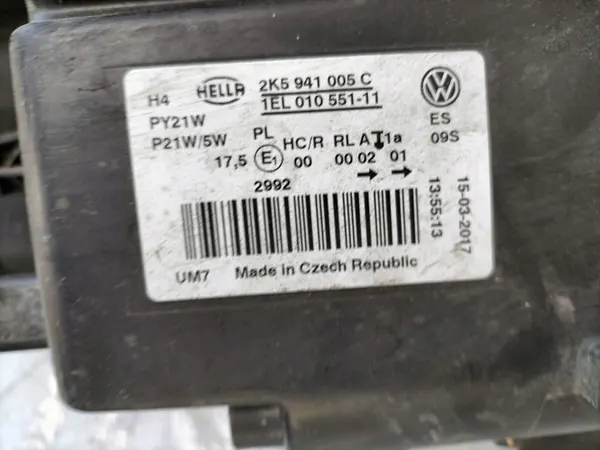 H4 HELLA 2K5 941 005 C
1EL 010 551-11
PY21W
P21W/5W PL HC/R RL A 1a
17,5 E1 00 00 02 01
2992
UM7 Made in Czech Republic
VW
ES
09S
13:55:13
15-03-2017